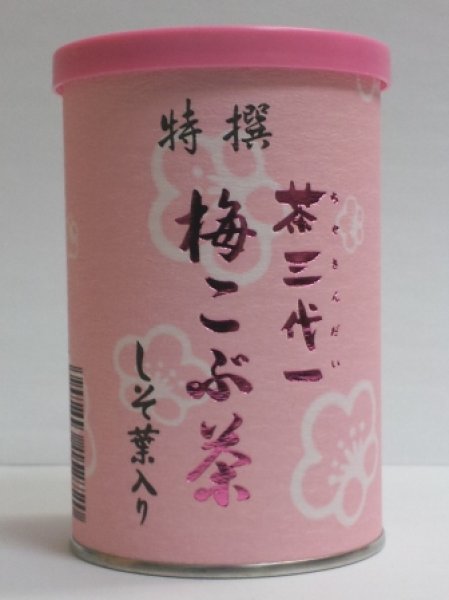 特撰
茶三代一
ちゃさんだい
梅こぶ茶
しそ葉入り